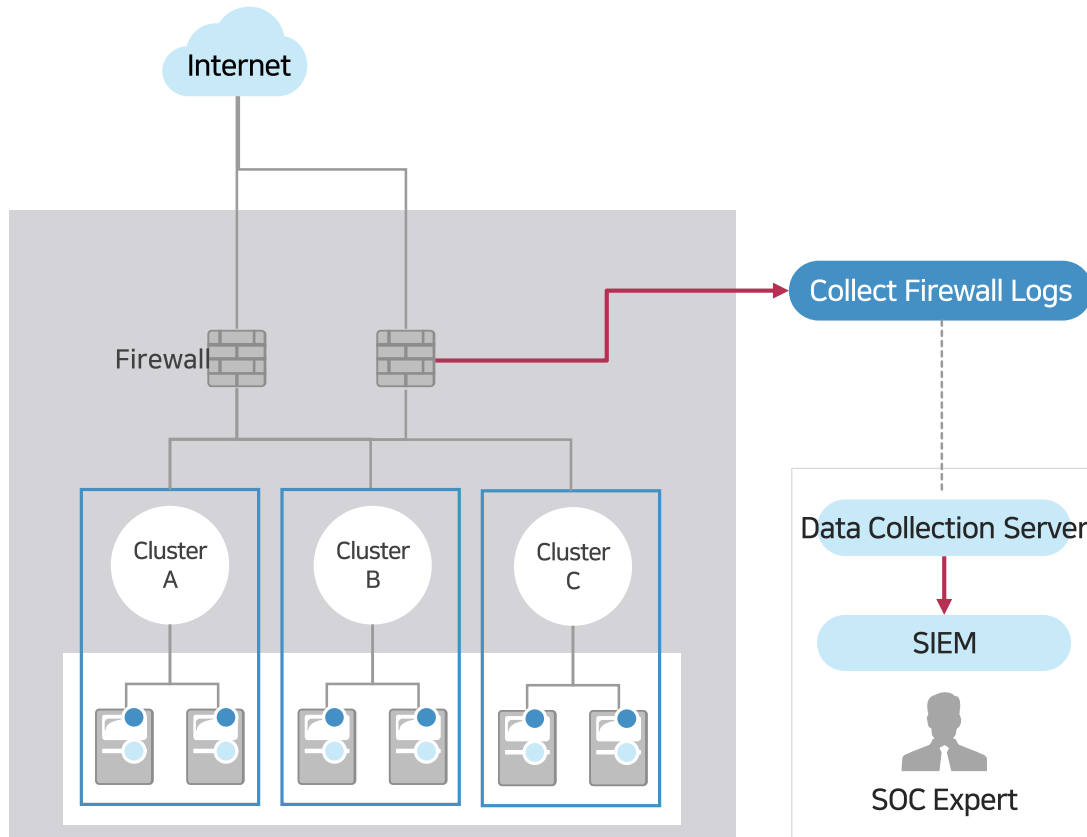 Internet
Collect Firewall Logs
Firewall
Data Collection Server
Cluster
A
Cluster
B
Cluster
C
SIEM
SOC Expert